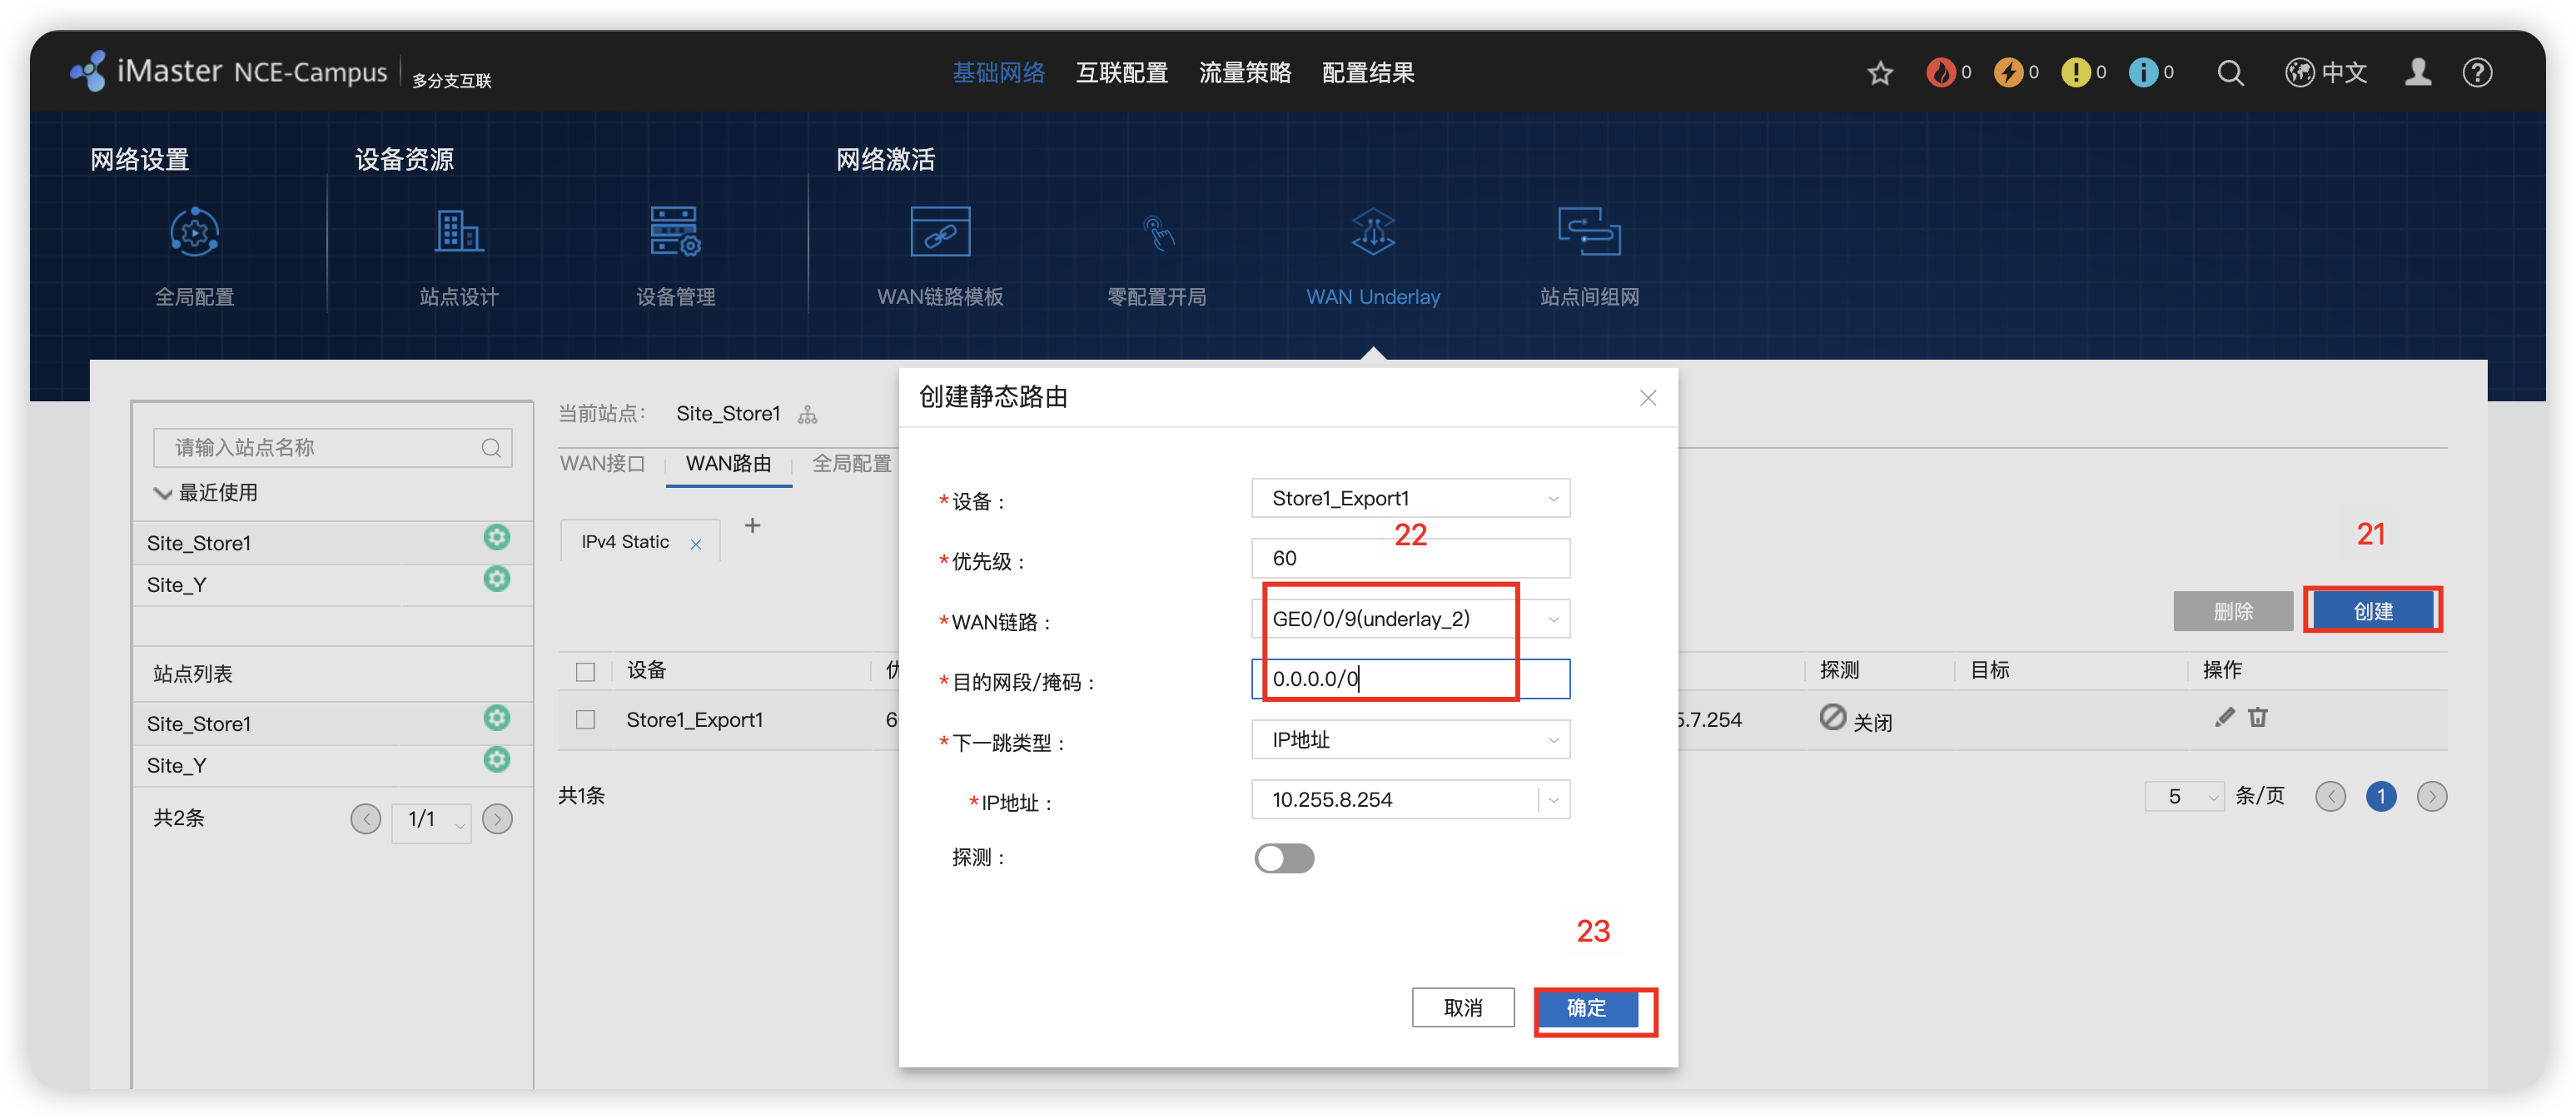 iMaster NCE-Campus 多分支互联
基础网络 互联配置 流量策略 配置结果
0 0 0 0 中文
网络设置 设备资源 网络激活
全局配置 站点设计 设备管理 WAN链路模板 零配置开局 WAN Underlay 站点间组网
请输入站点名称
最近使用
Site_Store1
Site_Y
站点列表
Site_Store1
Site_Y
共2条 1/1
当前站点： Site_Store1
WAN接口 WAN路由 全局配置
IPv4 Static
21
删除 创建
设备 优 探测 目标 操作
Store1_Export1 6 5.7.254 关闭
共1条
5 条/页 1
创建静态路由
*设备： Store1_Export1
22
*优先级： 60
*WAN链路： GE0/0/9(underlay_2)
*目的网段/掩码： 0.0.0.0/0
*下一跳类型： IP地址
*IP地址： 10.255.8.254
探测：
23
取消 确定